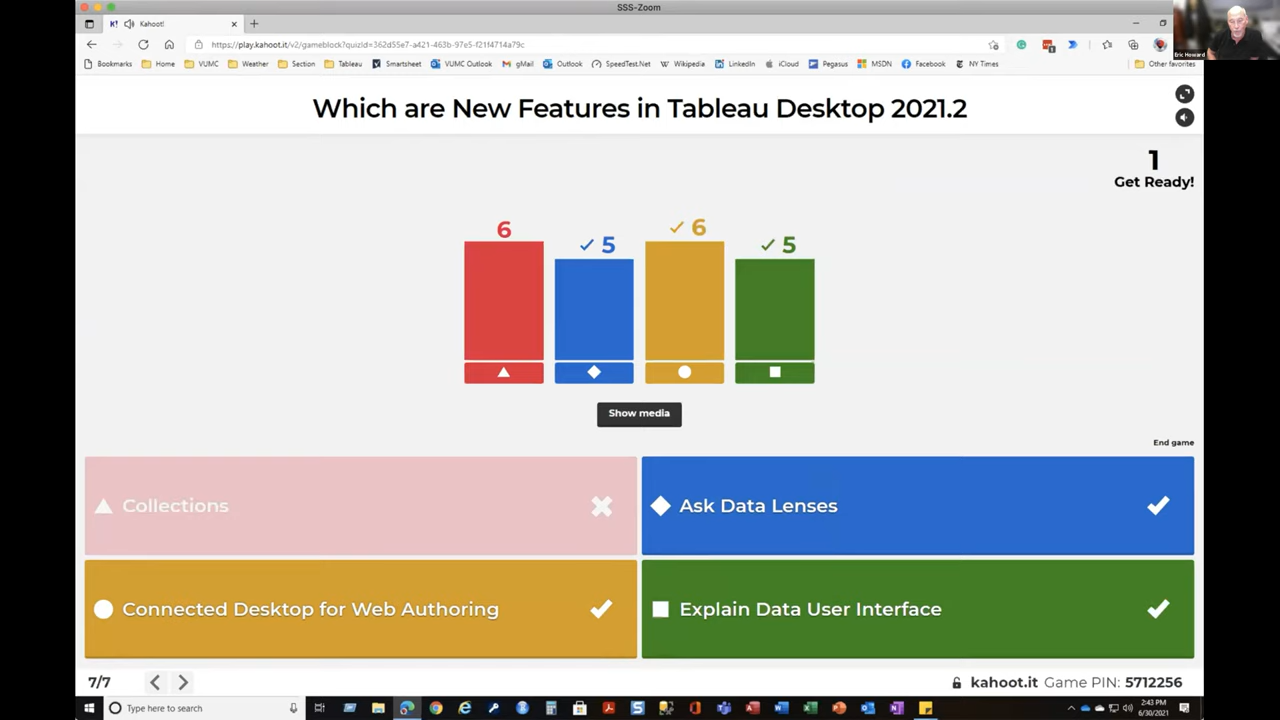 SSS-Zoom
Eric Howard
K! Kahoot!
https://play.kahoot.it/v2/gameblock?quizId=362d55e7-a421-463b-97e5-f21f4714a79c
Bookmarks Home VUMC Weather Section Tableau Smartsheet VUMC Outlook gMail Outlook SpeedTest.Net Wikipedia LinkedIn iCloud Pegasus MSDN Facebook NY Times Other favorites
Which are New Features in Tableau Desktop 2021.2
1
Get Ready!
6
5
6
5
Show media
End game
Collections
Ask Data Lenses
Connected Desktop for Web Authoring
Explain Data User Interface
7/7
kahoot.it Game PIN: 5712256
Type here to search
2:43 PM
6/30/2021